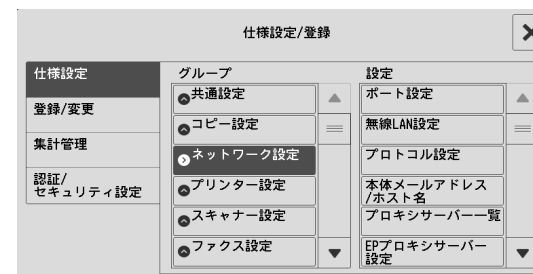 仕様設定/登録
仕様設定
登録/変更
集計管理
認証/
セキュリティ設定
グループ
共通設定
コピー設定
ネットワーク設定
プリンター設定
スキャナー設定
ファクス設定
設定
ポート設定
無線LAN設定
プロトコル設定
本体メールアドレス
/ホスト名
プロキシサーバー一覧
EPプロキシサーバー
設定